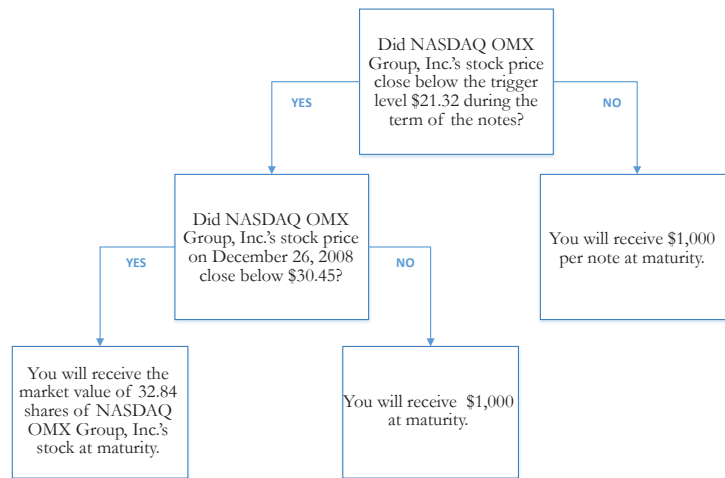 Did NASDAQ OMX
Group, Inc.'s stock price
close below the trigger
level $21.32 during the
term of the notes?
YES
NO
Did NASDAQ OMX
Group, Inc.'s stock price
on December 26, 2008
close below $30.45?
You will receive $1,000
per note at maturity.
YES
NO
You will receive the
market value of 32.84
shares of NASDAQ
OMX Group, Inc.'s
stock at maturity.
You will receive $1,000
at maturity.